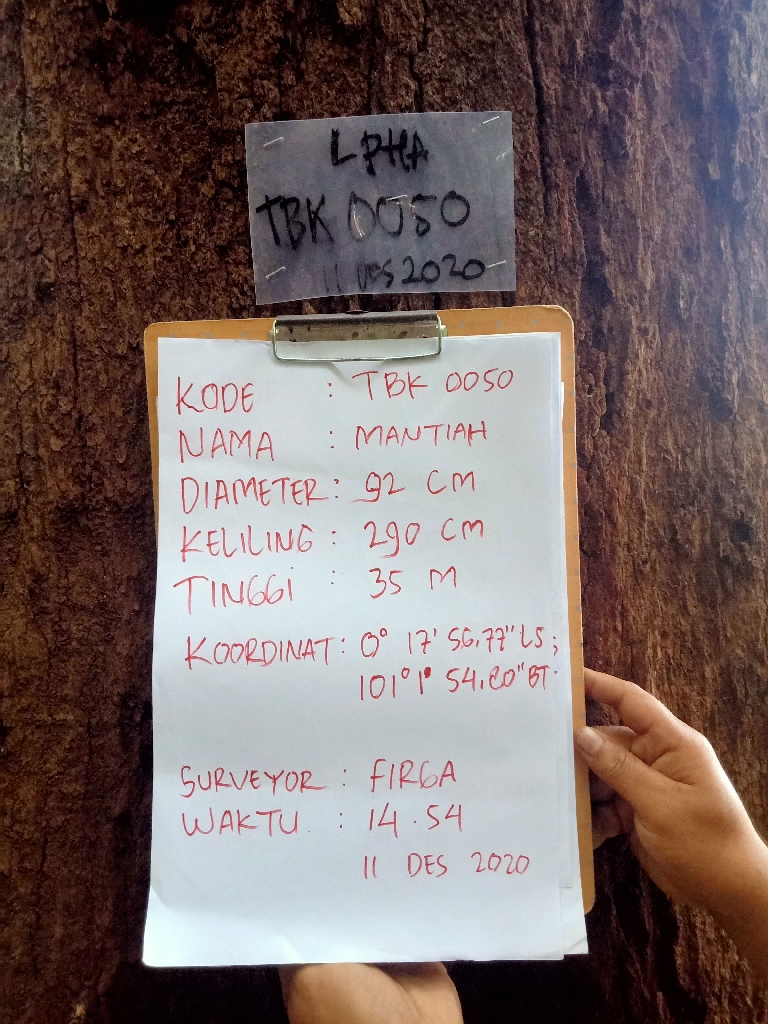 LPHA
TBK 0050
11 DES 2020
KODE : TBK 0050
NAMA : MANTIAH
DIAMETER : 92 CM
KELILING : 290 CM
TINGGI : 35 M
KOORDINAT : 0° 17' 56,77" LS ;
101° 1' 54,80" BT.
SURVEYOR : FIRGA
WAKTU : 14.54
11 DES 2020